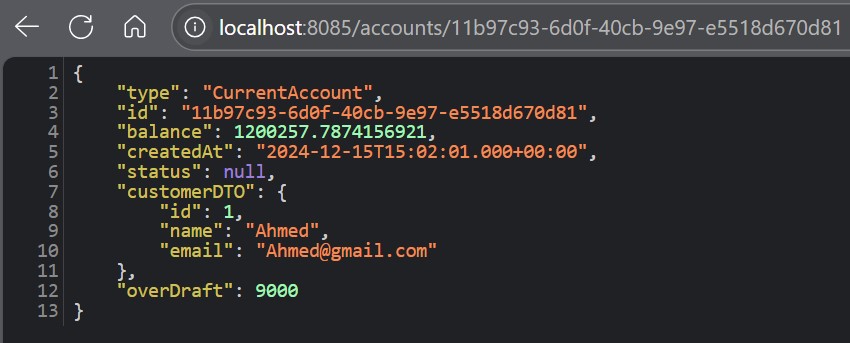 localhost:8085/accounts/11b97c93-6d0f-40cb-9e97-e5518d670d81
1 {
2 "type": "CurrentAccount",
3 "id": "11b97c93-6d0f-40cb-9e97-e5518d670d81",
4 "balance": 1200257.7874156921,
5 "createdAt": "2024-12-15T15:02:01.000+00:00",
6 "status": null,
7 "customerDTO": {
8 "id": 1,
9 "name": "Ahmed",
10 "email": "Ahmed@gmail.com"
11 },
12 "overDraft": 9000
13 }